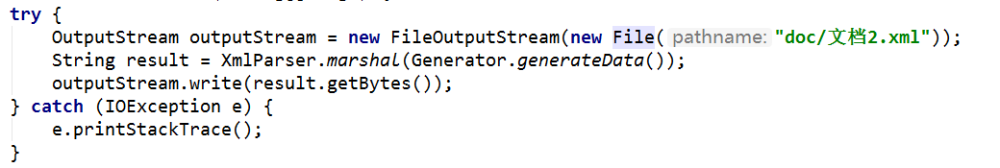 try {
    OutputStream outputStream = new FileOutputStream(new File( pathname: "doc/文档2.xml"));
    String result = XmlParser.marshal(Generator.generateData());
    outputStream.write(result.getBytes());
} catch (IOException e) {
    e.printStackTrace();
}